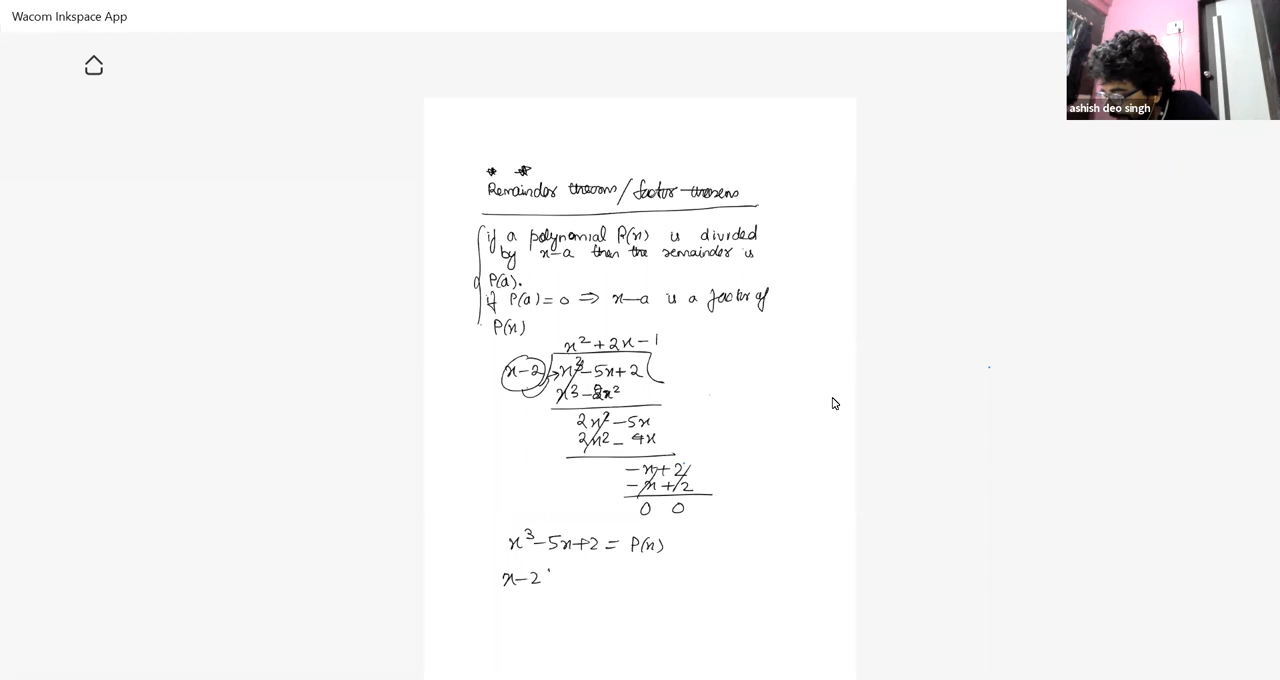 Wacom Inkspace App
ashish deo singh
* *
Remainder theorem / factor theorem
if a polynomial P(x) is divided
by x-a then the remainder is
P(a).
if P(a) = 0 ⇒ x-a is a factor of
P(x)
x² + 2x - 1
x-2 x³ - 5x + 2
x³ - 2x²
2x² - 5x
2x² - 4x
-x + 2
-x + 2
0 0
x³ - 5x + 2 = P(x)
x-2